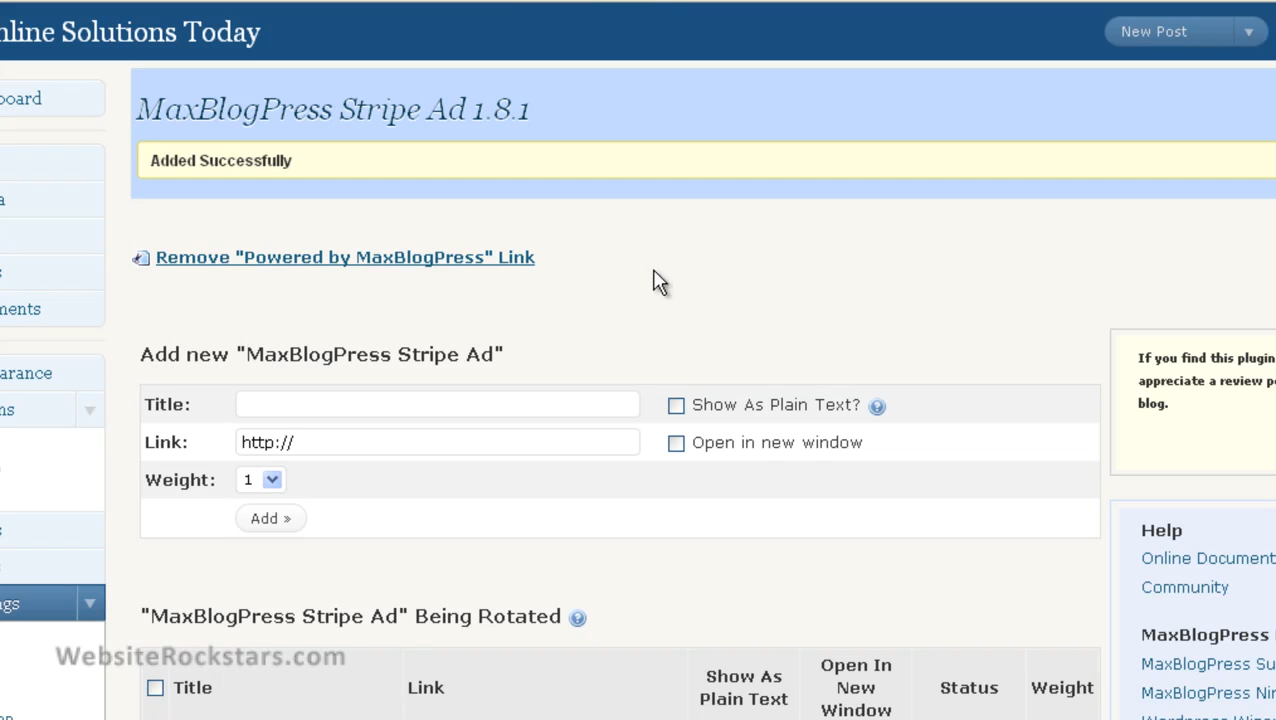 nline Solutions Today
New Post
board
MaxBlogPress Stripe Ad 1.8.1
Added Successfully
a
Remove "Powered by MaxBlogPress" Link
s
ments
Add new "MaxBlogPress Stripe Ad"
If you find this plugin
appreciate a review p
blog.
arance
Title:
Show As Plain Text?
ns
Link:
http://
Open in new window
Weight:
1
Add »
s
Help
Online Document
Community
ngs
"MaxBlogPress Stripe Ad" Being Rotated
MaxBlogPress
WebsiteRockstars.com
MaxBlogPress Su
MaxBlogPress Nin
Title
Link
Show As
Plain Text
Open In
New
Window
Status
Weight